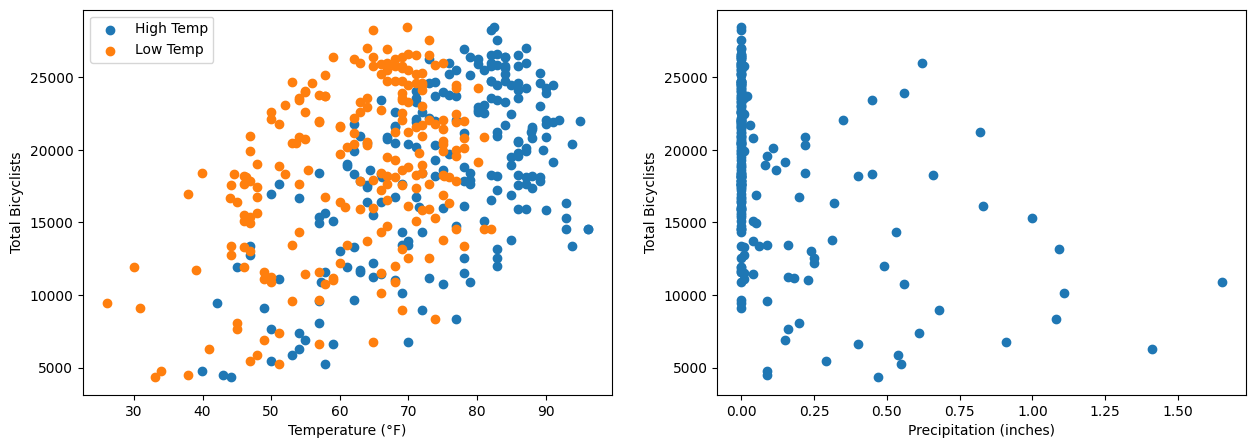 High Temp
Low Temp
25000
20000
15000
10000
5000
Total Bicyclists
30 40 50 60 70 80 90
Temperature (°F)
25000
20000
15000
10000
5000
Total Bicyclists
0.00 0.25 0.50 0.75 1.00 1.25 1.50
Precipitation (inches)